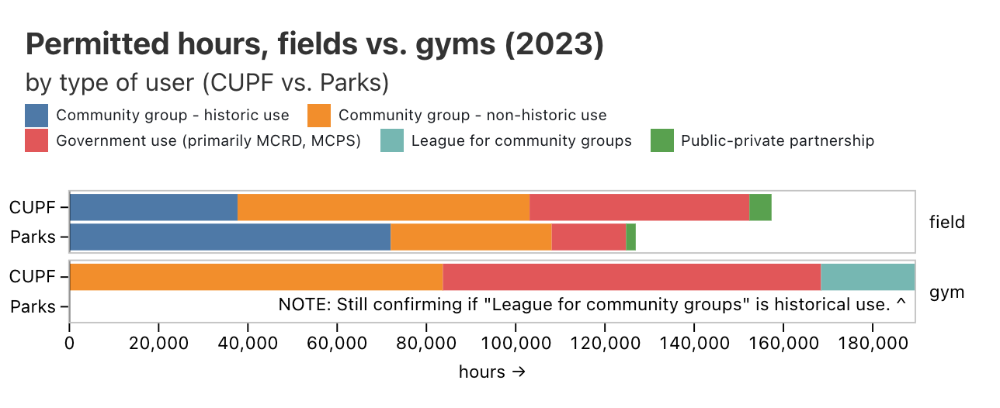 Permitted hours, fields vs. gyms (2023)
by type of user (CUPF vs. Parks)
Community group - historic use
Community group - non-historic use
Government use (primarily MCRD, MCPS)
League for community groups
Public-private partnership
CUPF
Parks
field
CUPF
Parks
NOTE: Still confirming if "League for community groups" is historical use. ^
gym
0 20,000 40,000 60,000 80,000 100,000 120,000 140,000 160,000 180,000
hours →